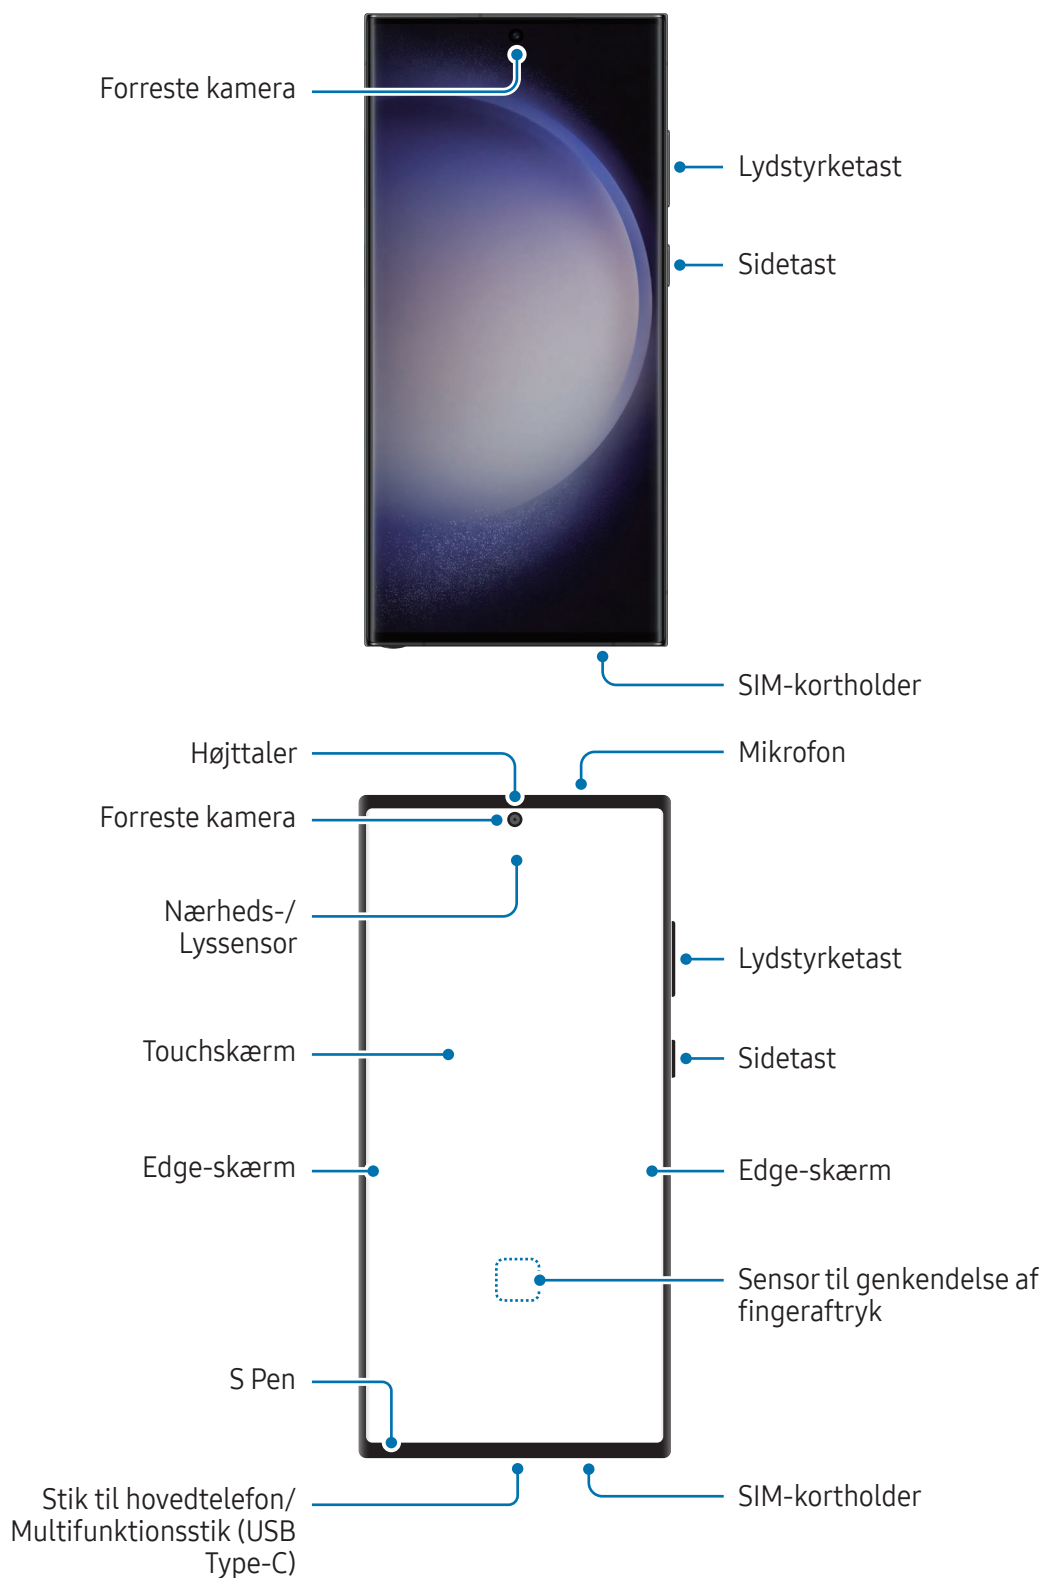 Forreste kamera
Lydstyrketast
Sidetast
SIM-kortholder
Højttaler
Mikrofon
Forreste kamera
Nærheds-/
Lyssensor
Lydstyrketast
Touchskærm
Sidetast
Edge-skærm
Edge-skærm
Sensor til genkendelse af
fingeraftryk
S Pen
Stik til hovedtelefon/
Multifunktionsstik (USB
Type-C)
SIM-kortholder